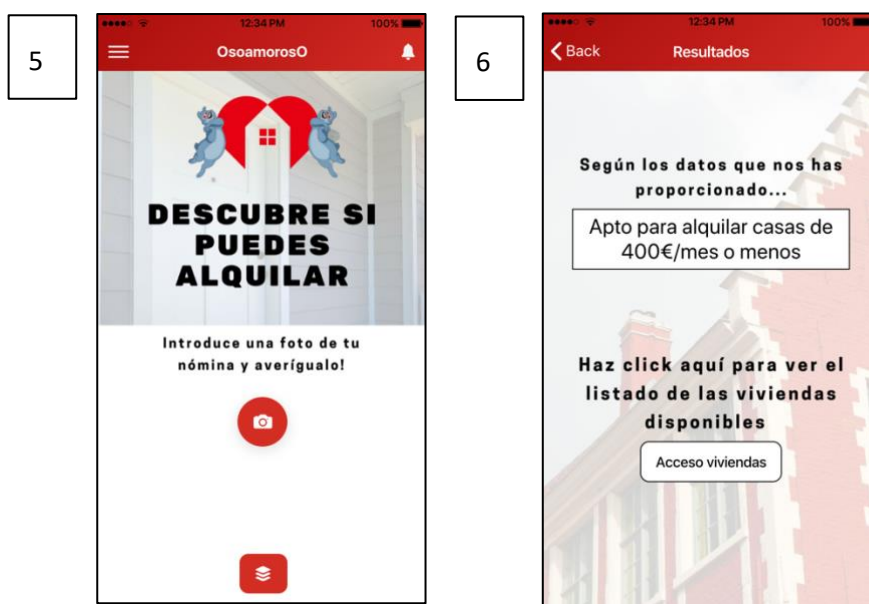 5
12:34 PM
100%
OsoamorosO
DESCUBRE SI
PUEDES
ALQUILAR
Introduce una foto de tu
nómina y averígualo!
6
12:34 PM
100%
Back
Resultados
Según los datos que nos has
proporcionado...
Apto para alquilar casas de
400€/mes o menos
Haz click aquí para ver el
listado de las viviendas
disponibles
Acceso viviendas